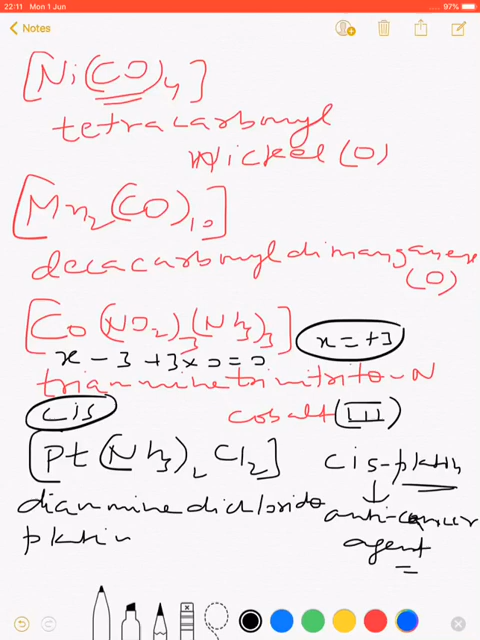 22:11 Mon 1 Jun
97%
Notes
[Ni(CO)4]
tetracarbonyl
nickel (0)
[Mn2(CO)10]
decacarbonyldimanganese
(0)
[Co(NO2)3(NH3)3]
x = +3
x - 3 + 3x0 = 0
triamminetrinitrito-N
cis
cobalt (III)
[Pt(NH3)2Cl2]
cis-platin
diamminedichlorido
anti-cancer
platin
agent